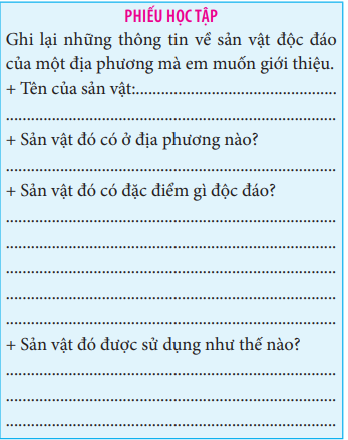 PHIẾU HỌC TẬP
Ghi lại những thông tin về sản vật độc đáo
của một địa phương mà em muốn giới thiệu.
+ Tên của sản vật:..................................................
....................................................................................
+ Sản vật đó có ở địa phương nào?
....................................................................................
+ Sản vật đó có đặc điểm gì độc đáo?
....................................................................................
....................................................................................
....................................................................................
....................................................................................
....................................................................................
+ Sản vật đó được sử dụng như thế nào?
....................................................................................
....................................................................................
....................................................................................